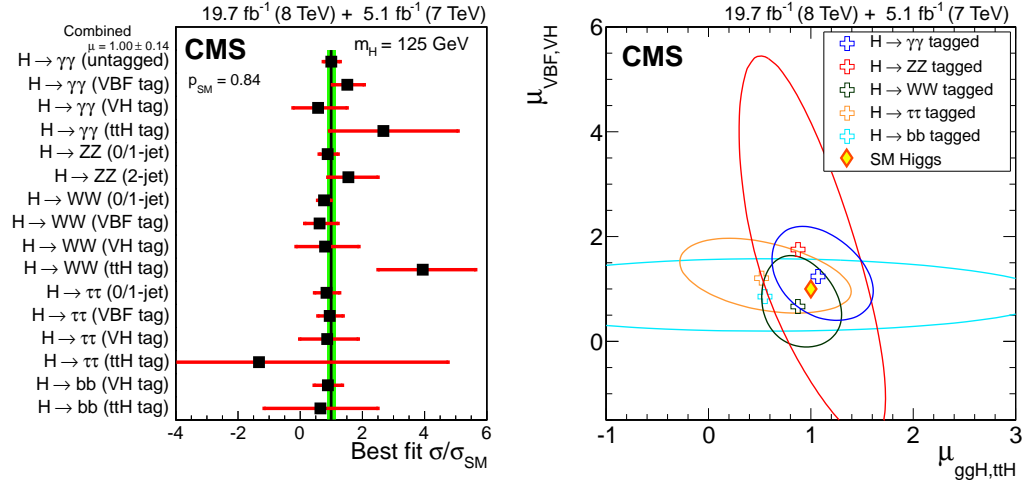 19.7 fb⁻¹ (8 TeV) + 5.1 fb⁻¹ (7 TeV)
Combined
μ = 1.00 ± 0.14
CMS
m_H = 125 GeV
p_SM = 0.84
H → γγ (untagged)
H → γγ (VBF tag)
H → γγ (VH tag)
H → γγ (ttH tag)
H → ZZ (0/1-jet)
H → ZZ (2-jet)
H → WW (0/1-jet)
H → WW (VBF tag)
H → WW (VH tag)
H → WW (ttH tag)
H → ττ (0/1-jet)
H → ττ (VBF tag)
H → ττ (VH tag)
H → ττ (ttH tag)
H → bb (VH tag)
H → bb (ttH tag)
-4 -2 0 2 4 6
Best fit σ/σ_SM
19.7 fb⁻¹ (8 TeV) + 5.1 fb⁻¹ (7 TeV)
CMS
μ_VBF,VH
H → γγ tagged
H → ZZ tagged
H → WW tagged
H → ττ tagged
H → bb tagged
SM Higgs
6
4
2
0
-1 0 1 2 3
μ_ggH,ttH